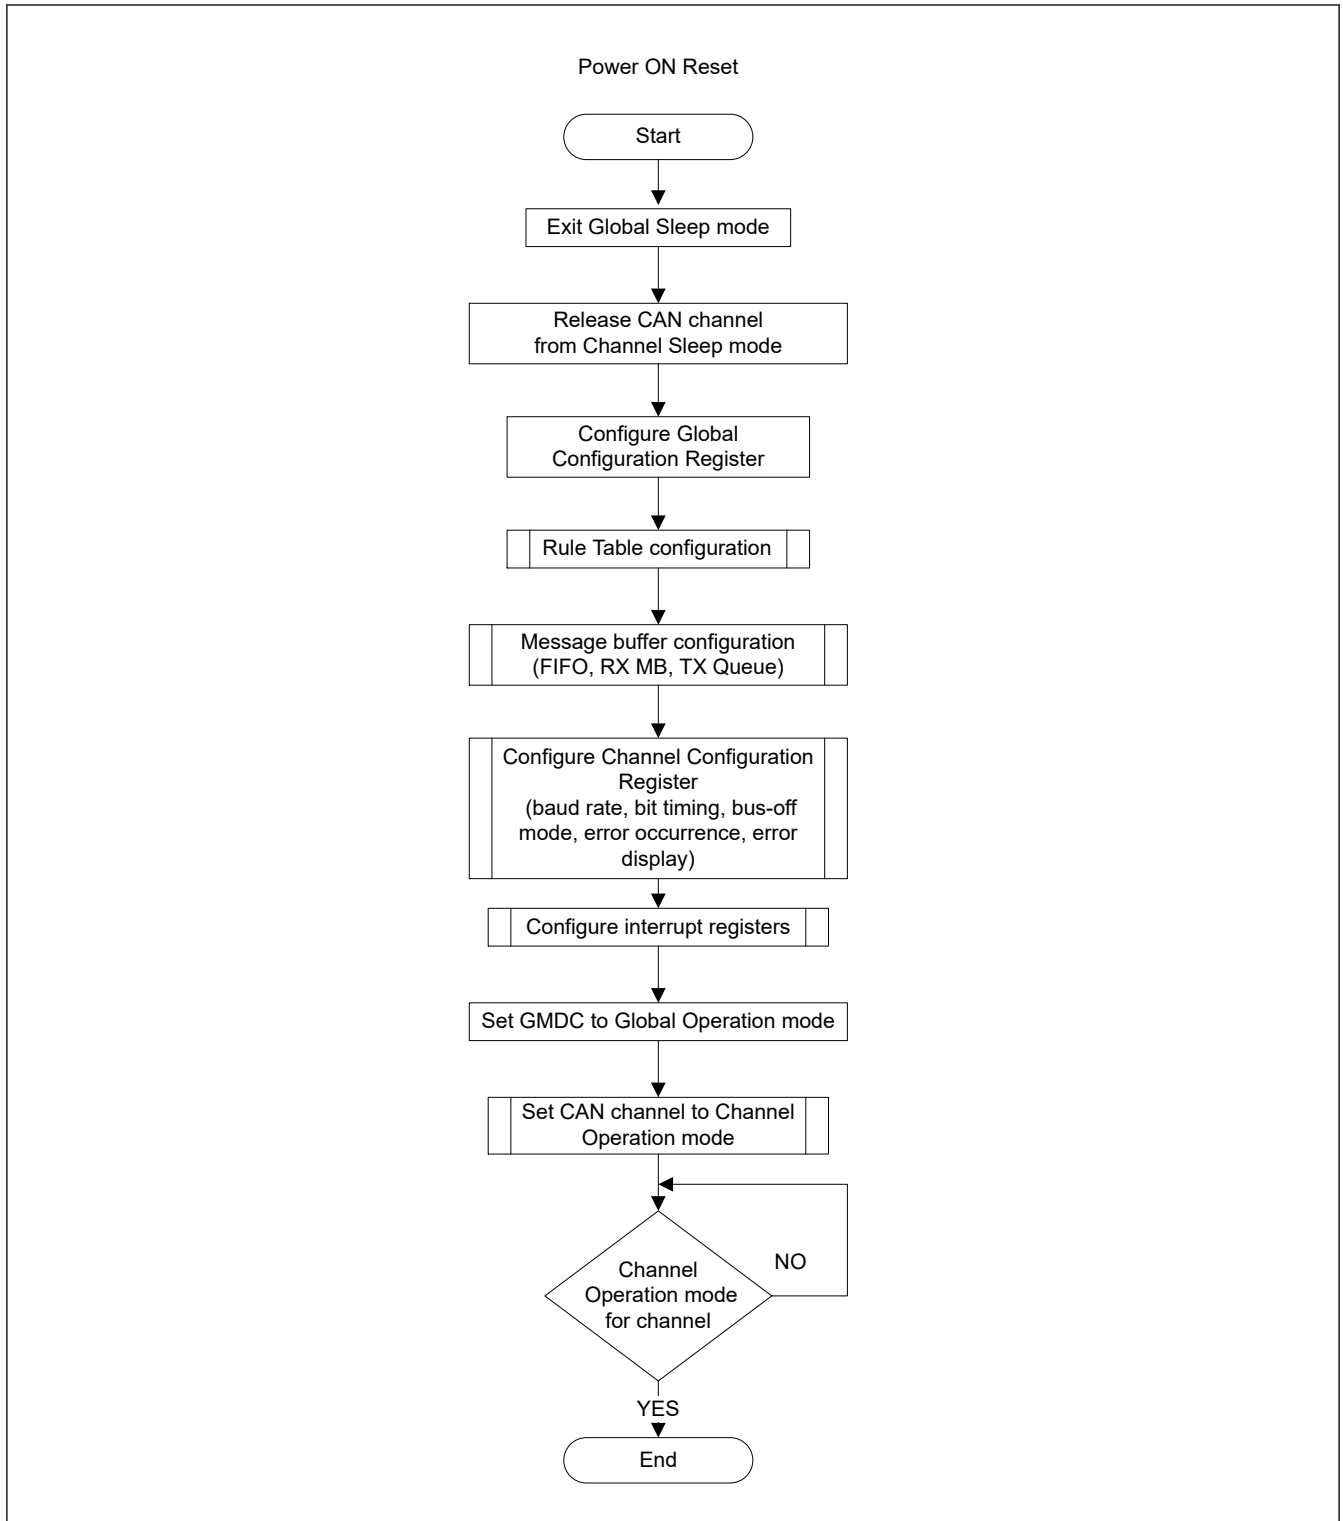 Power ON Reset
Start
Exit Global Sleep mode
Release CAN channel
from Channel Sleep mode
Configure Global
Configuration Register
Rule Table configuration
Message buffer configuration
(FIFO, RX MB, TX Queue)
Configure Channel Configuration
Register
(baud rate, bit timing, bus-off
mode, error occurrence, error
display)
Configure interrupt registers
Set GMDC to Global Operation mode
Set CAN channel to Channel
Operation mode
Channel
Operation mode
for channel
NO
YES
End